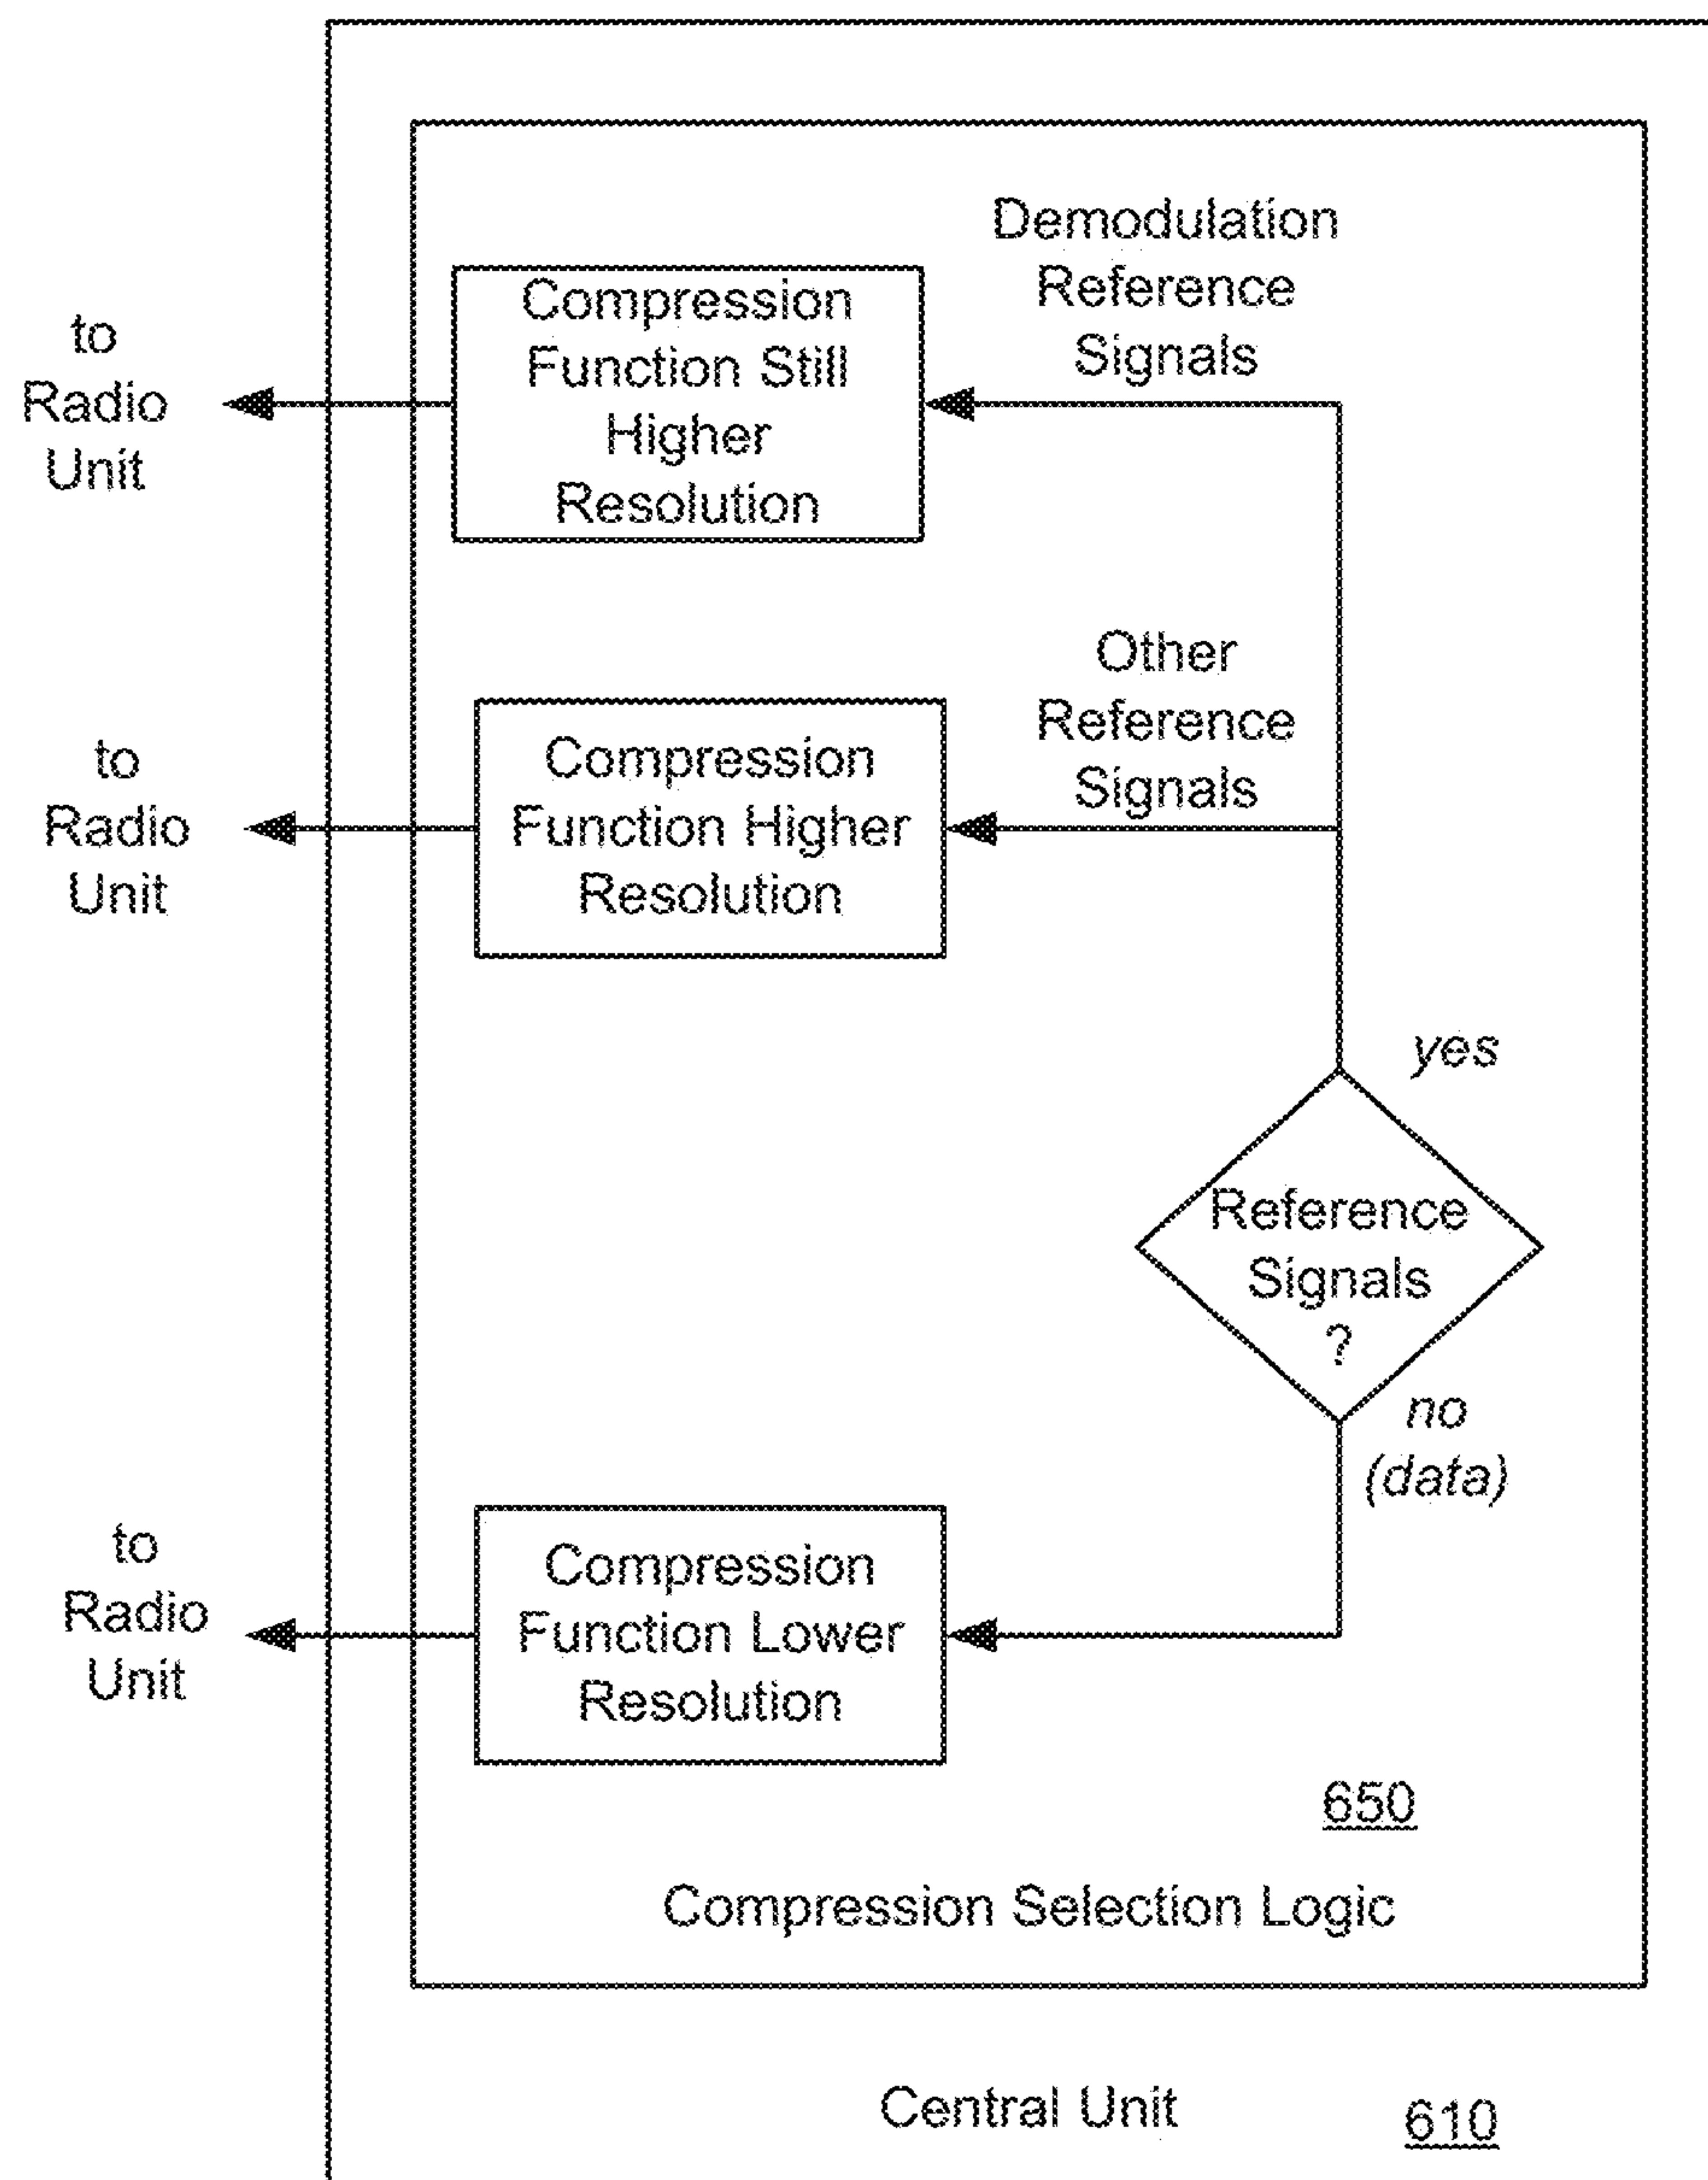 Demodulation
Reference
Signals
to
Radio
Unit
Compression
Function Still
Higher
Resolution
Other
Reference
Signals
to
Radio
Unit
Compression
Function Higher
Resolution
yes
Reference
Signals
?
no
(data)
to
Radio
Unit
Compression
Function Lower
Resolution
650
Compression Selection Logic
Central Unit
610